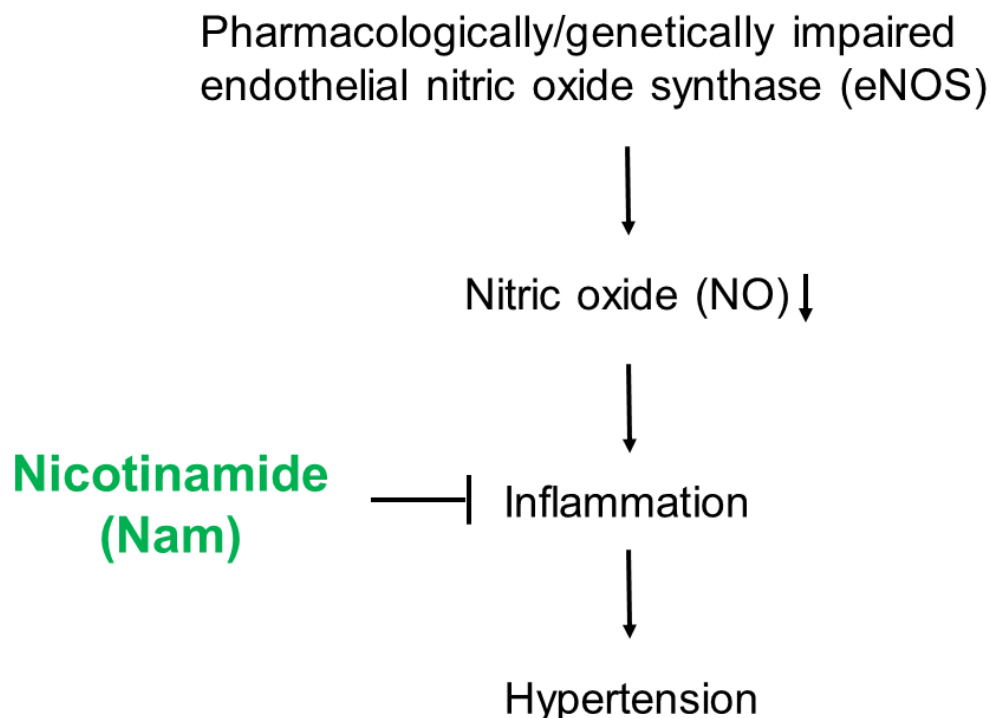 Pharmacologically/genetically impaired
endothelial nitric oxide synthase (eNOS)
Nitric oxide (NO)↓
Nicotinamide
(Nam)
Inflammation
Hypertension